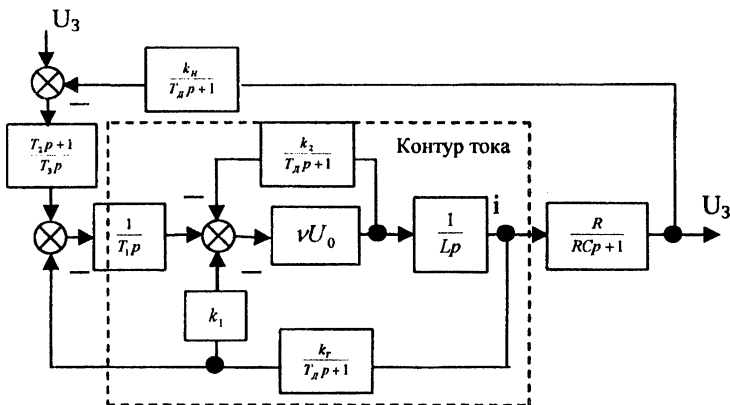 U₃
k_н / (T_д p + 1)
(T₂p + 1) / (T₃p)
k₂ / (T_д p + 1)
Контур тока
–
–
1 / (T₁p)
νU₀
1 / (Lp)
i
R / (RCp + 1)
U₃
–
–
k₁
k_т / (T_д p + 1)